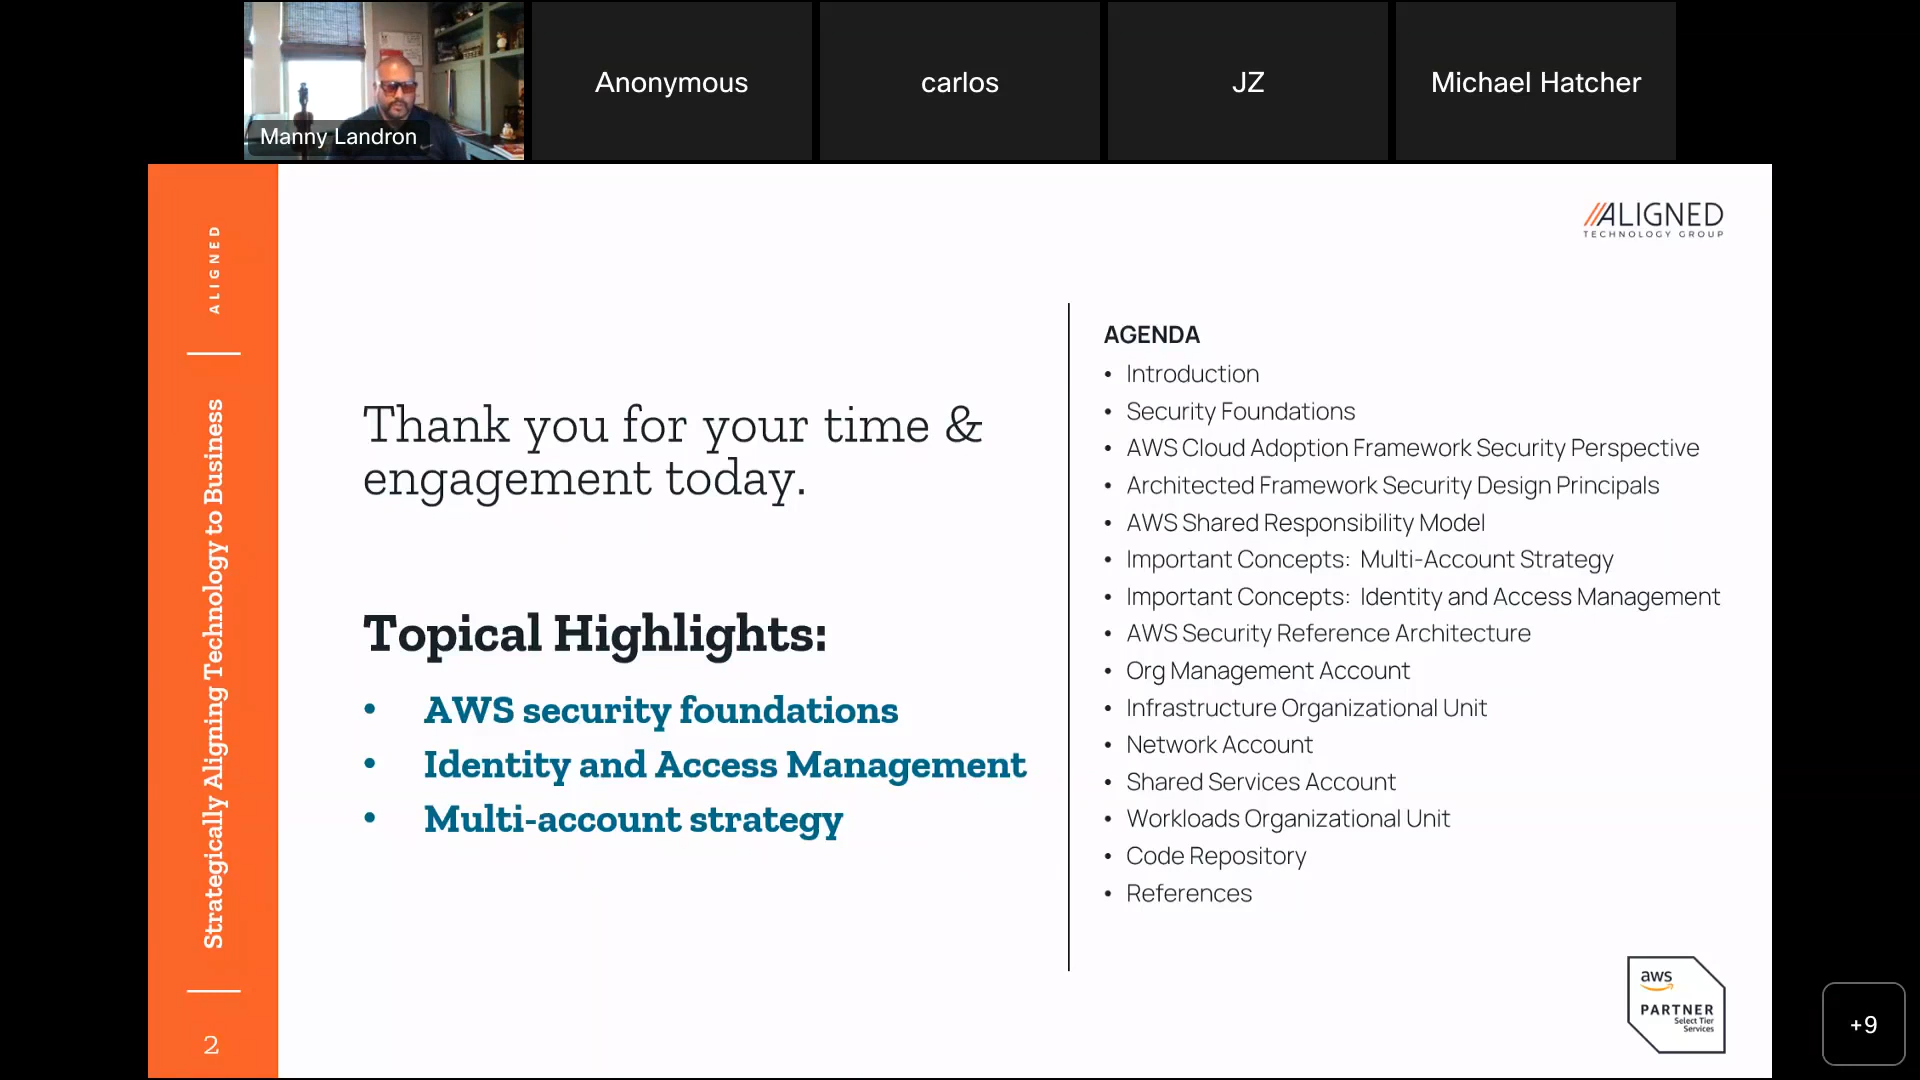 Manny Landron
Anonymous
carlos
JZ
Michael Hatcher
ALIGNED
Strategically Aligning Technology to Business
2
ALIGNED
TECHNOLOGY GROUP
Thank you for your time &
engagement today.
Topical Highlights:
• AWS security foundations
• Identity and Access Management
• Multi-account strategy
AGENDA
• Introduction
• Security Foundations
• AWS Cloud Adoption Framework Security Perspective
• Architected Framework Security Design Principals
• AWS Shared Responsibility Model
• Important Concepts: Multi-Account Strategy
• Important Concepts: Identity and Access Management
• AWS Security Reference Architecture
• Org Management Account
• Infrastructure Organizational Unit
• Network Account
• Shared Services Account
• Workloads Organizational Unit
• Code Repository
• References
aws
PARTNER
Select Tier
Services
+9